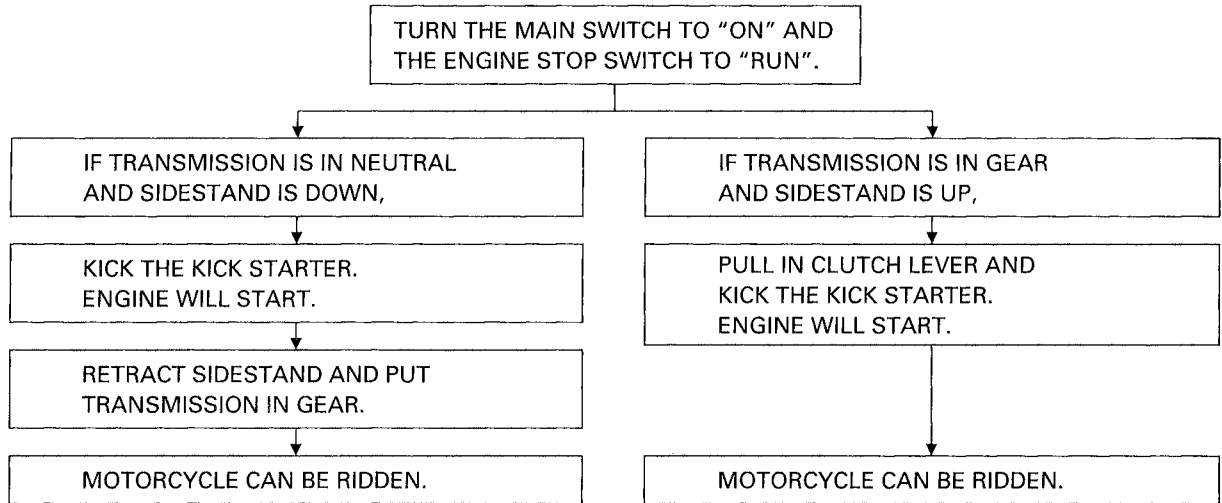 TURN THE MAIN SWITCH TO “ON” AND
THE ENGINE STOP SWITCH TO “RUN”.
IF TRANSMISSION IS IN NEUTRAL
AND SIDESTAND IS DOWN,
KICK THE KICK STARTER.
ENGINE WILL START.
RETRACT SIDESTAND AND PUT
TRANSMISSION IN GEAR.
MOTORCYCLE CAN BE RIDDEN.
IF TRANSMISSION IS IN GEAR
AND SIDESTAND IS UP,
PULL IN CLUTCH LEVER AND
KICK THE KICK STARTER.
ENGINE WILL START.
MOTORCYCLE CAN BE RIDDEN.